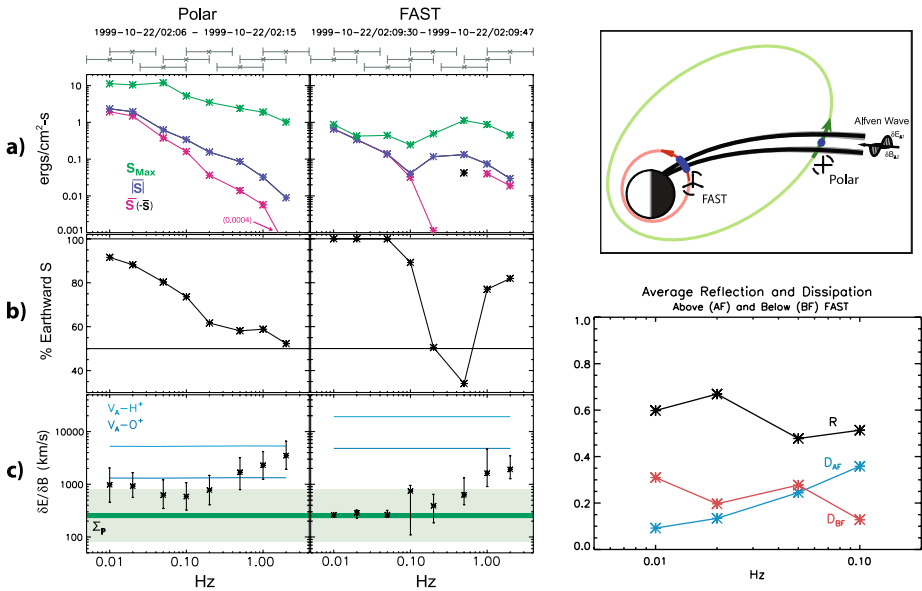 Polar FAST
1999-10-22/02:06 - 1999-10-22/02:15 1999-10-22/02:09:30 -1999-10-22/02:09:47
a)
ergs/cm²-s
10
1
0.1
0.01
0.001
S Max
|S|
S̅ (-S̅)
(0.0004)
b)
% Earthward S
100
80
60
40
c)
δE/δB (km/s)
10000
1000
100
V_A-H⁺
V_A-O⁺
Σ_P
0.01 0.10 1.00 0.01 0.10 1.00
Hz Hz
Alfven Wave
δE
δB
Polar
FAST
Average Reflection and Dissipation
Above (AF) and Below (BF) FAST
1.0
0.8
0.6
0.4
0.2
0.0
R
D_AF
D_BF
0.01 0.10
Hz